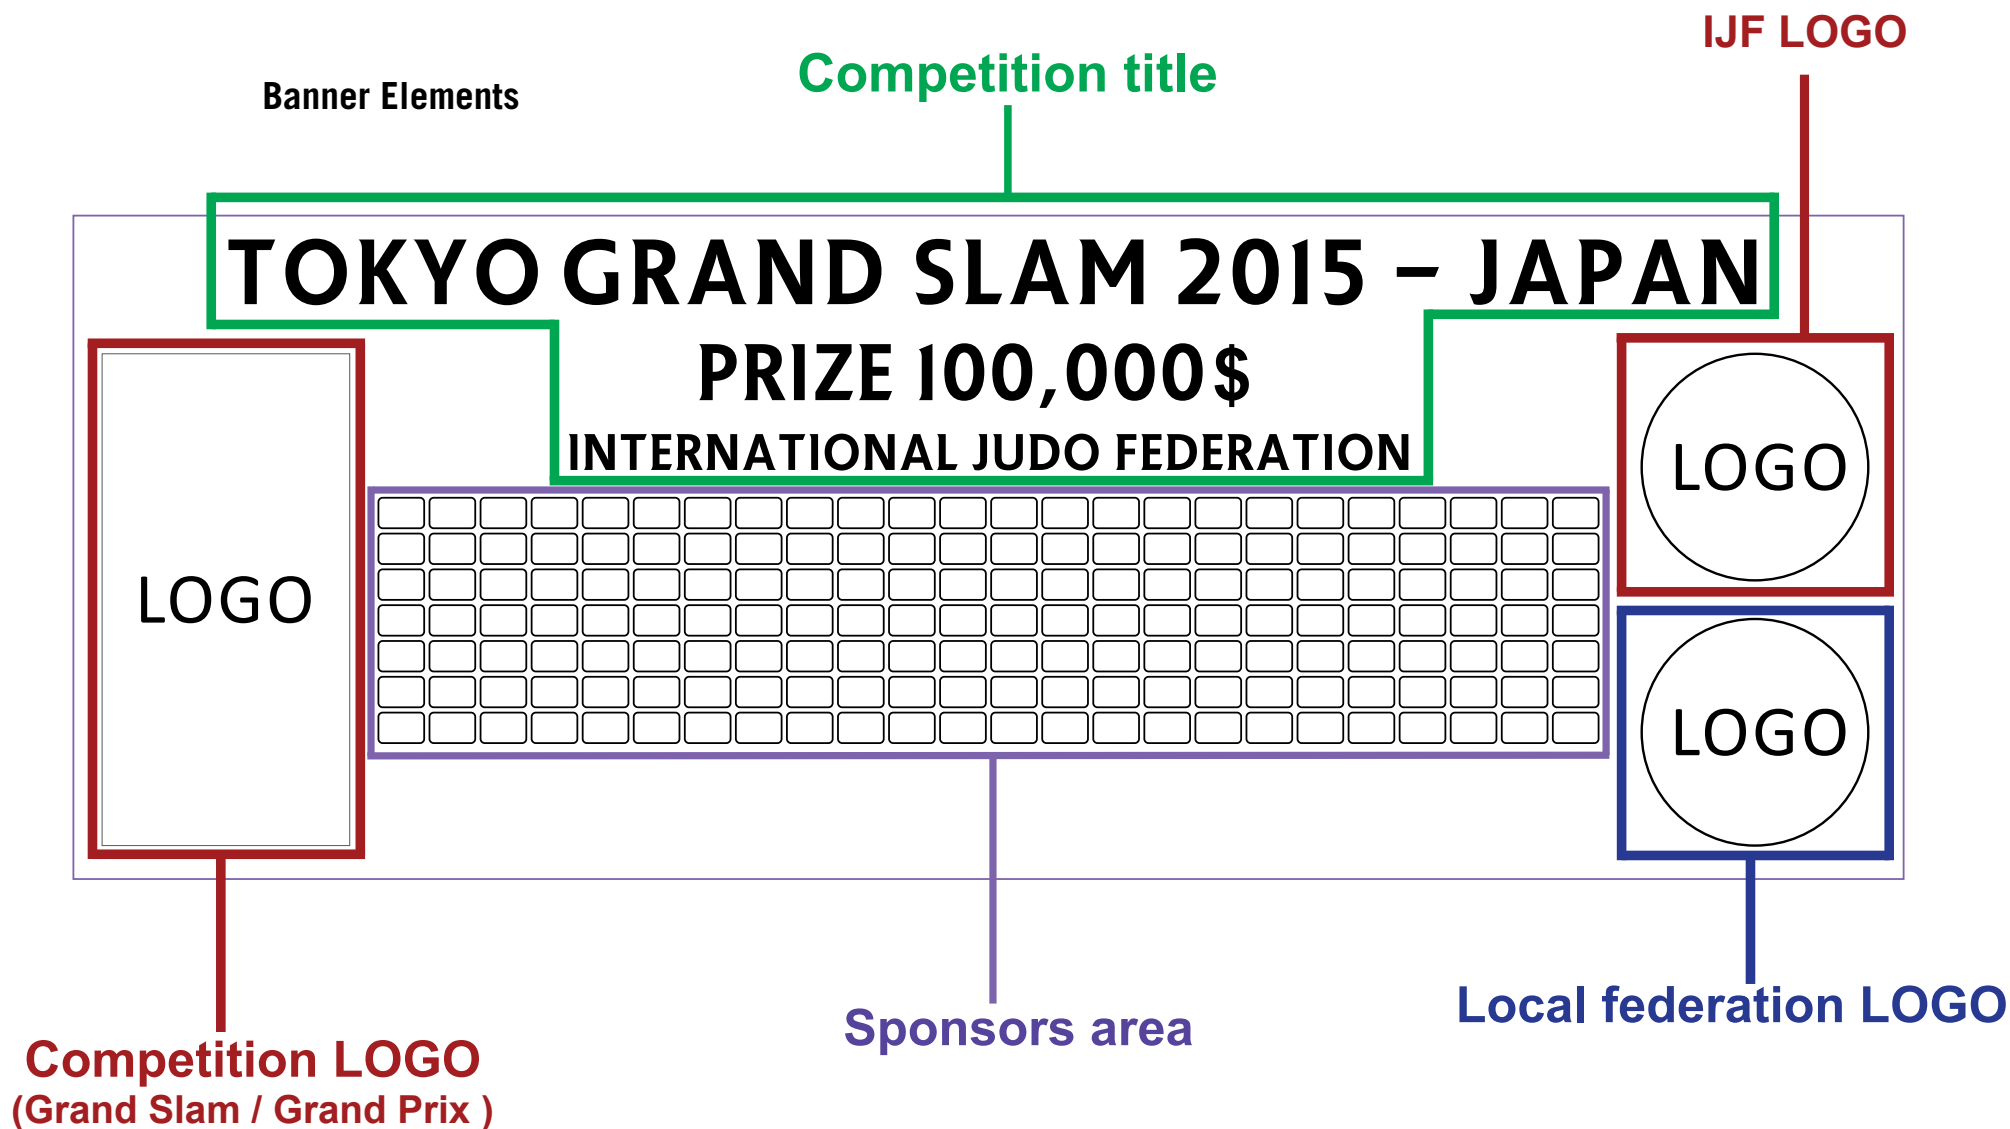 IJF LOGO
Competition title
Banner Elements
TOKYO GRAND SLAM 2015 – JAPAN
PRIZE 100,000$
INTERNATIONAL JUDO FEDERATION
LOGO
LOGO
LOGO
Local federation LOGO
Sponsors area
Competition LOGO
(Grand Slam / Grand Prix )